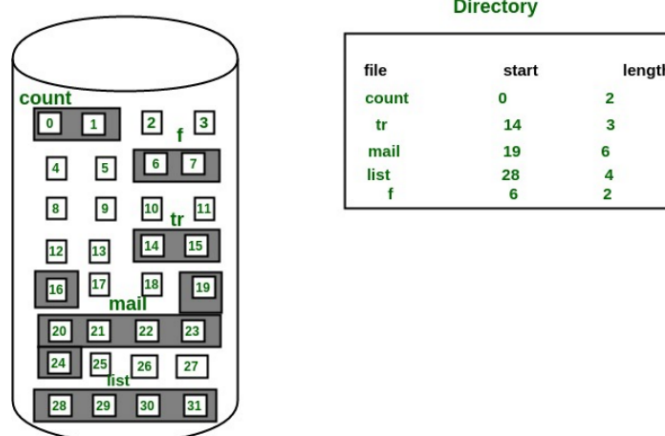 Directory
count
0 1 2 3
f
4 5 6 7
8 9 10 11
tr
12 13 14 15
16 17 18 19
mail
20 21 22 23
24 25 26 27
list
28 29 30 31
file start length
count 0 2
tr 14 3
mail 19 6
list 28 4
f 6 2